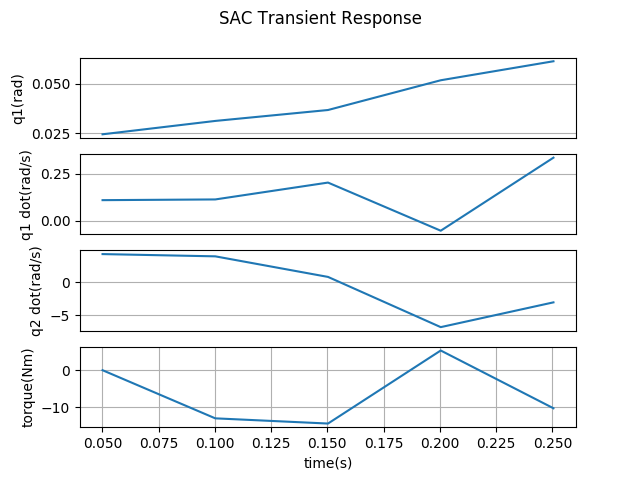 SAC Transient Response
q1(rad)
0.050
0.025
q1 dot(rad/s)
0.25
0.00
q2 dot(rad/s)
0
−5
torque(Nm)
0
−10
0.050 0.075 0.100 0.125 0.150 0.175 0.200 0.225 0.250
time(s)